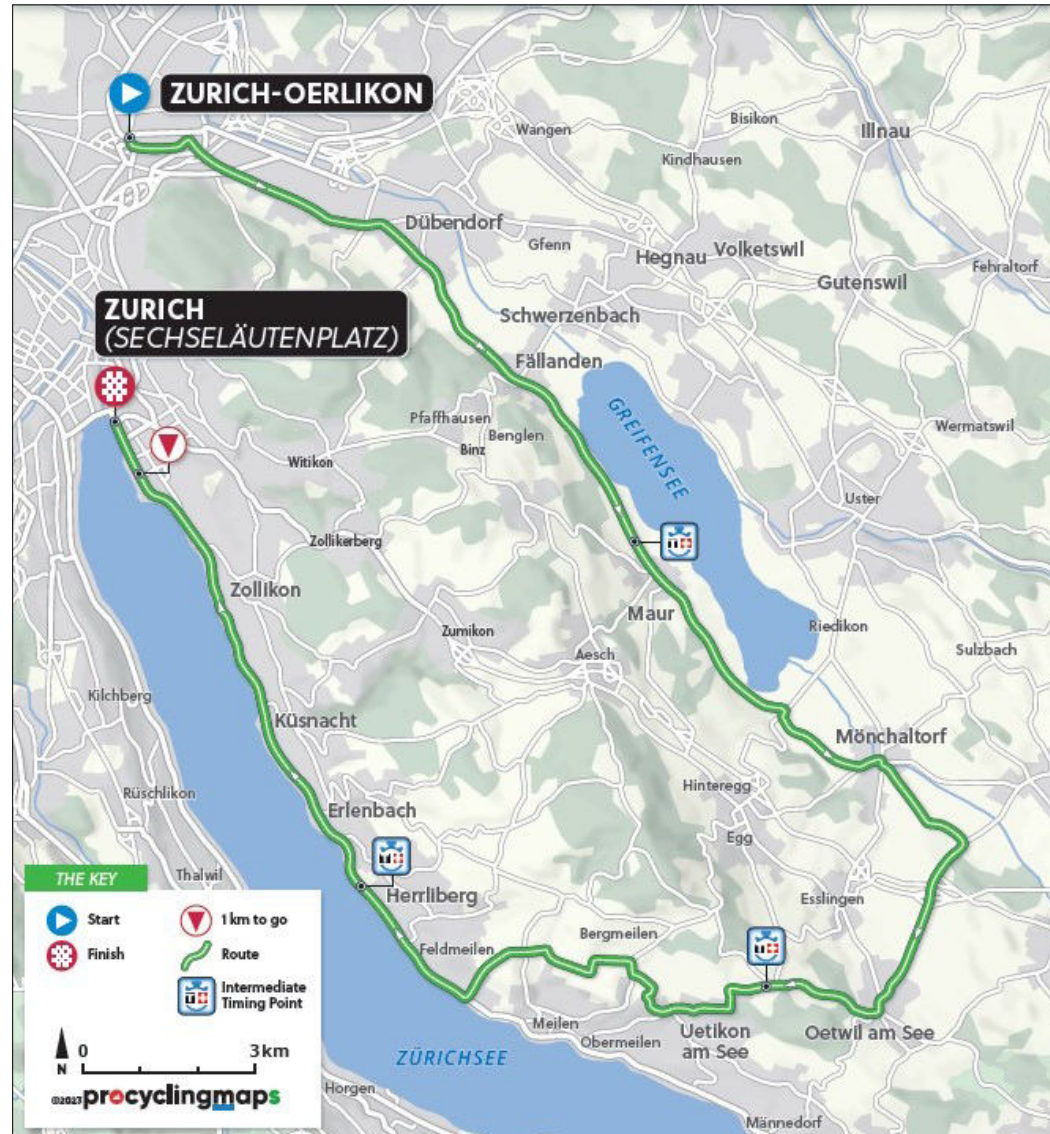 ZURICH-OERLIKON
Wangen
Bisikon
Illnau
Kindhausen
Dübendorf
Gfenn
Hegnau
Volketswil
Gutenswil
Fehraltorf
ZURICH
(SECHSELÄUTENPLATZ)
Schwerzenbach
Fällanden
GREIFENSEE
Pfaffhausen
Benglen
Binz
Witikon
Wermatswil
Uster
Zollikerberg
Zollikon
Maur
Riedikon
Zumikon
Aesch
Sulzbach
Kilchberg
Küsnacht
Mönchaltorf
Hinteregg
Rüschlikon
Erlenbach
Egg
Thalwil
Herrliberg
Esslingen
Feldmeilen
Bergmeilen
Meilen
Obermeilen
Uetikon
am See
Oetwil am See
ZÜRICHSEE
Horgen
Männedorf
THE KEY
Start
1 km to go
Finish
Route
Intermediate
Timing Point
N
0
3 km
©2023 procyclingmaps